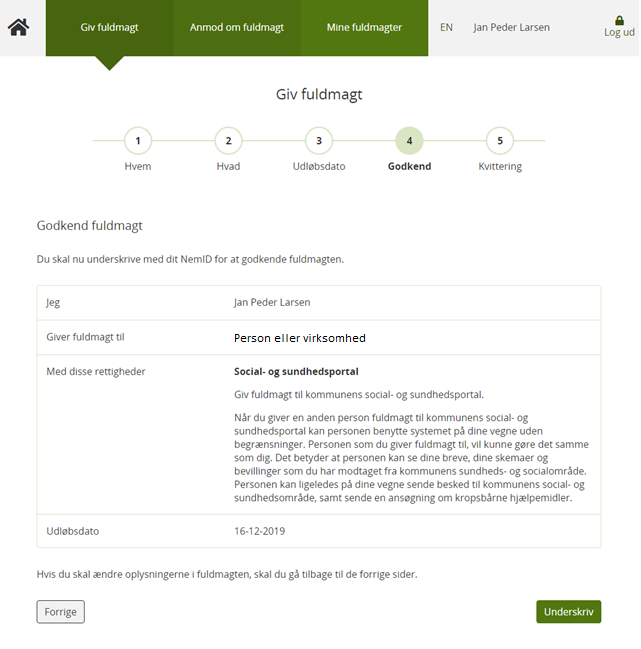 Giv fuldmagt Anmod om fuldmagt Mine fuldmagter EN Jan Peder Larsen Log ud
Giv fuldmagt
1 2 3 4 5
Hvem Hvad Udløbsdato Godkend Kvittering
Godkend fuldmagt
Du skal nu underskrive med dit NemID for at godkende fuldmagten.
Jeg Jan Peder Larsen
Giver fuldmagt til Person eller virksomhed
Med disse rettigheder Social- og sundhedsportal
Giv fuldmagt til kommunens social- og sundhedsportal.
Når du giver en anden person fuldmagt til kommunens social- og
sundhedsportal kan personen benytte systemet på dine vegne uden
begrænsninger. Personen som du giver fuldmagt til, vil kunne gøre det samme
som dig. Det betyder at personen kan se dine breve, dine skemaer og
bevillinger som du har modtaget fra kommunens sundheds- og socialområde.
Personen kan ligeledes på dine vegne sende besked til kommunens social- og
sundhedsområde, samt sende en ansøgning om kropsbårne hjælpemidler.
Udløbsdato 16-12-2019
Hvis du skal ændre oplysningerne i fuldmagten, skal du gå tilbage til de forrige sider.
Forrige Underskriv